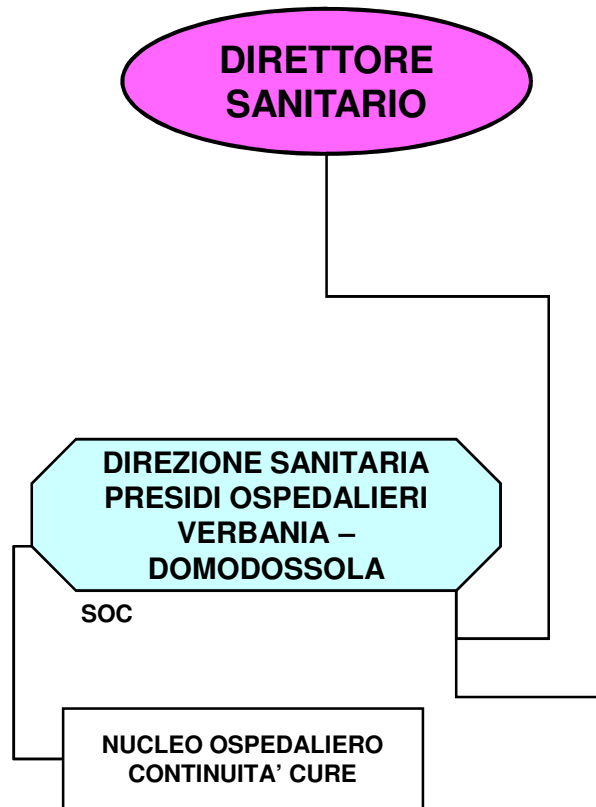 DIRETTORE
SANITARIO
DIREZIONE SANITARIA
PRESIDI OSPEDALIERI
VERBANIA –
DOMODOSSOLA
SOC
NUCLEO OSPEDALIERO
CONTINUITA’ CURE